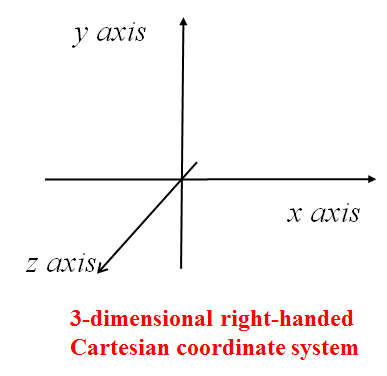 y axis
x axis
z axis
3-dimensional right-handed
Cartesian coordinate system